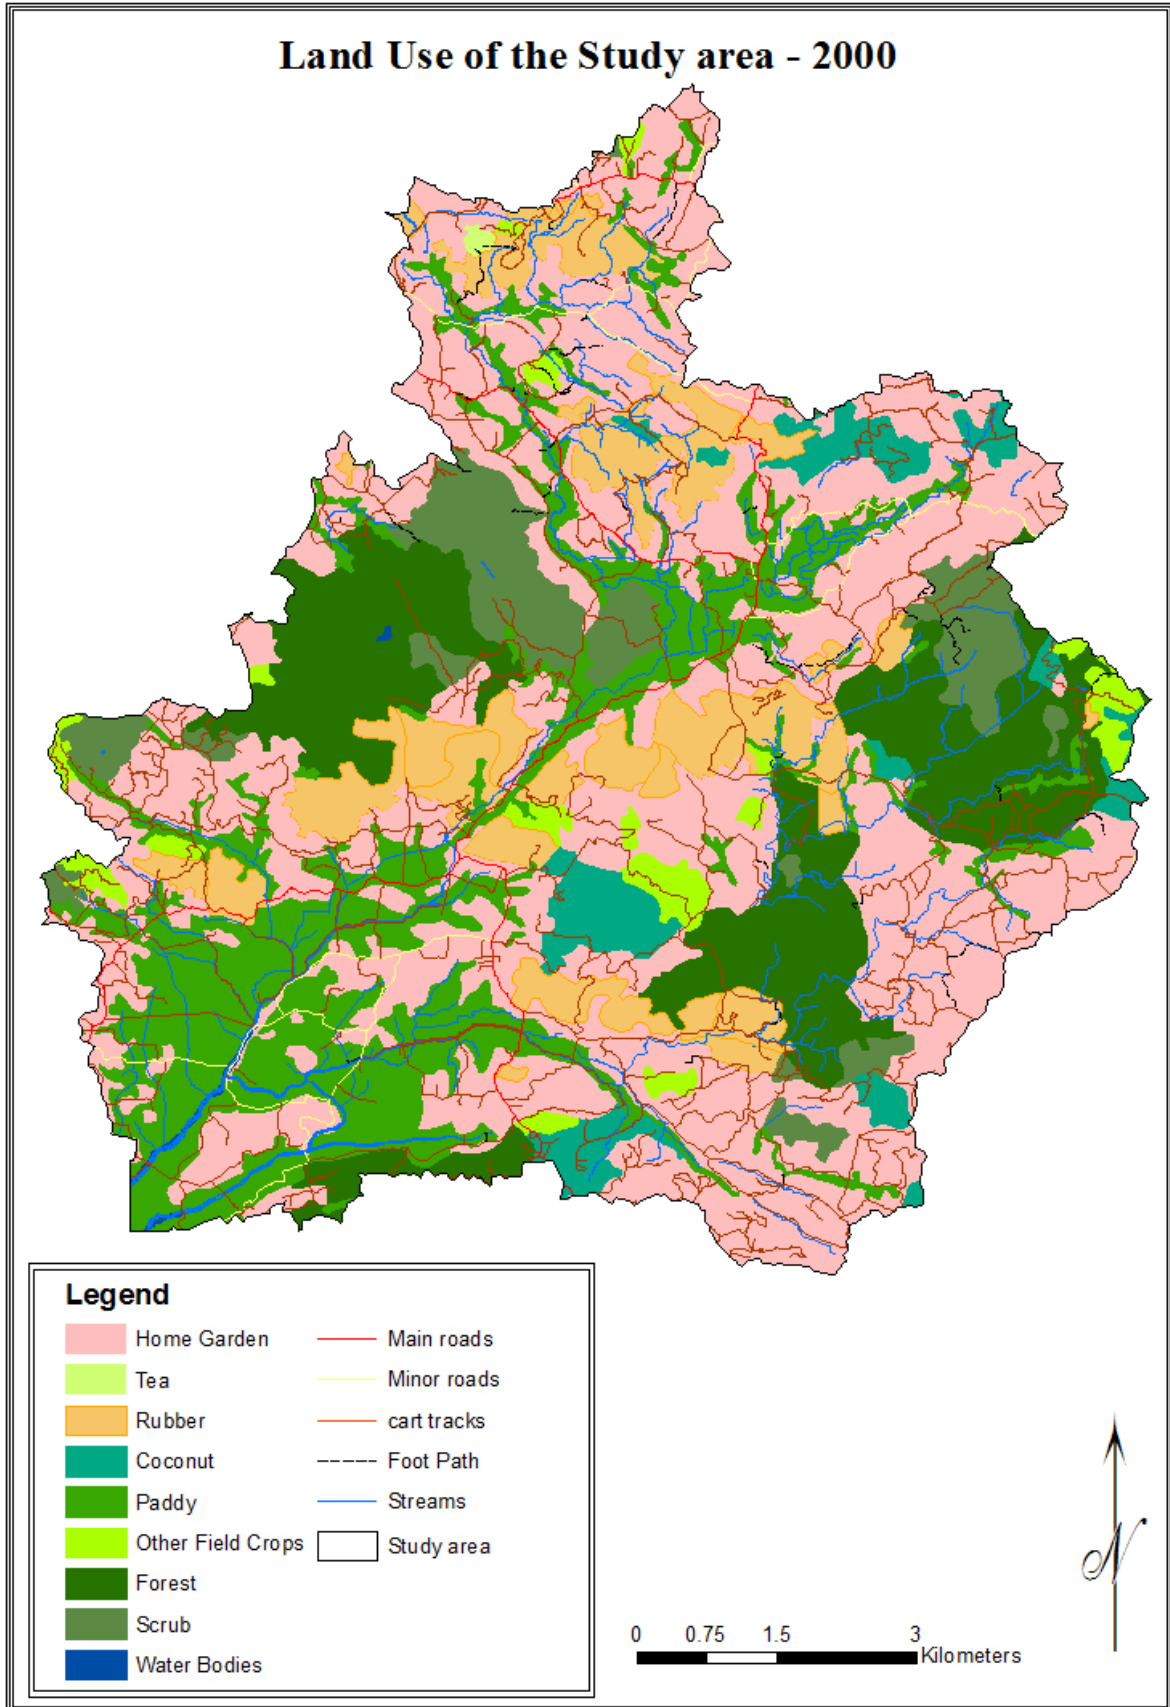 Land Use of the Study area - 2000
Legend
Home Garden
Tea
Rubber
Coconut
Paddy
Other Field Crops
Forest
Scrub
Water Bodies
Main roads
Minor roads
cart tracks
Foot Path
Streams
Study area
0 0.75 1.5 3
Kilometers
N